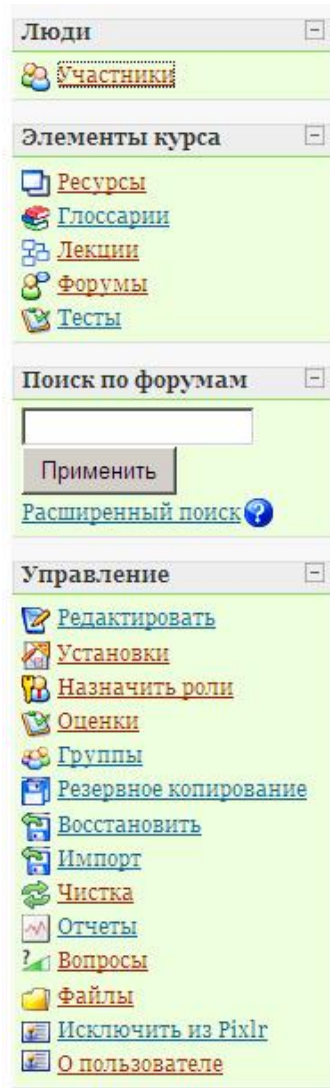 Люди
Участники
Элементы курса
Ресурсы
Глоссарии
Лекции
Форумы
Тесты
Поиск по форумам
Применить
Расширенный поиск ?
Управление
Редактировать
Установки
Назначить роли
Оценки
Группы
Резервное копирование
Восстановить
Импорт
Чистка
Отчеты
Вопросы
Файлы
Исключить из Pixlr
О пользователе